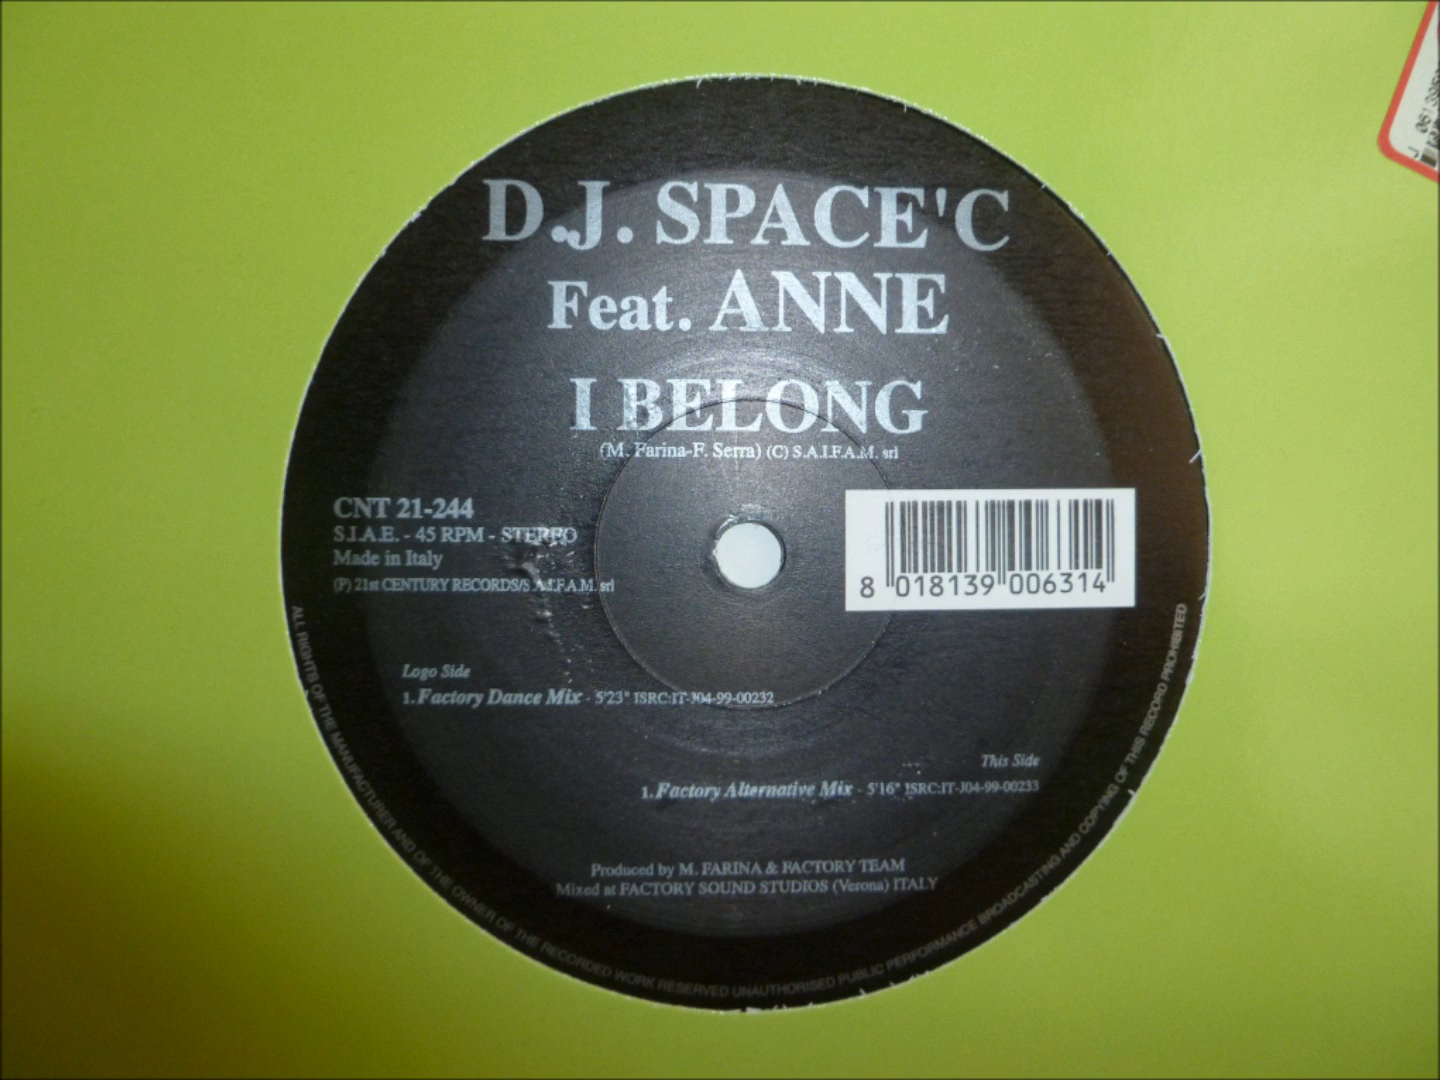 D.J. SPACE'C
Feat. ANNE
I BELONG
(M. Farina-F. Serra) (C) S.A.I.F.A.M. srl
CNT 21-244
S.I.A.E. - 45 RPM - STEREO
Made in Italy
(P) 21st CENTURY RECORDS/S.A.I.F.A.M. srl
8 018139 006314
Logo Side
1. Factory Dance Mix - 5'23" ISRC:IT-J04-99-00232
This Side
1. Factory Alternative Mix - 5'16" ISRC:IT-J04-99-00233
Produced by M. FARINA & FACTORY TEAM
Mixed at FACTORY SOUND STUDIOS (Verona) ITALY
ALL RIGHTS OF THE MANUFACTURER AND OF THE OWNER OF THE RECORDED WORK RESERVED UNAUTHORISED PUBLIC PERFORMANCE BROADCASTING AND COPYING OF THIS RECORD PROHIBITED